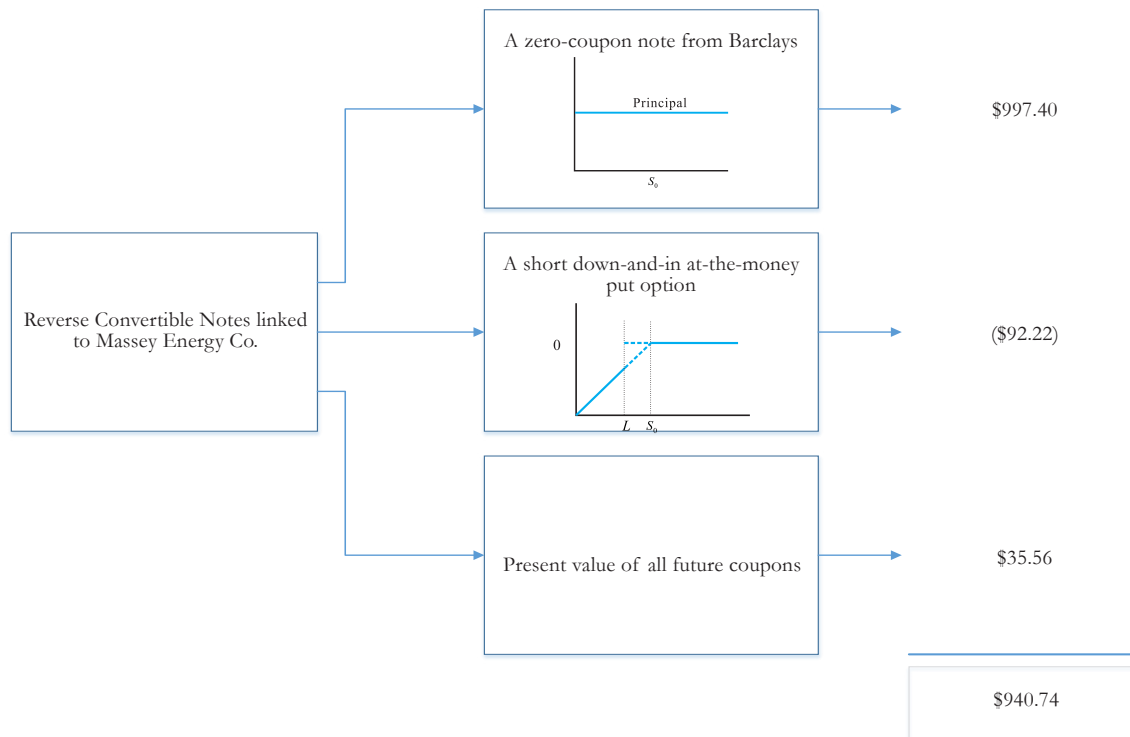 A zero-coupon note from Barclays
Principal
S0
$997.40
Reverse Convertible Notes linked
to Massey Energy Co.
A short down-and-in at-the-money
put option
0
L
S0
($92.22)
Present value of all future coupons
$35.56
$940.74